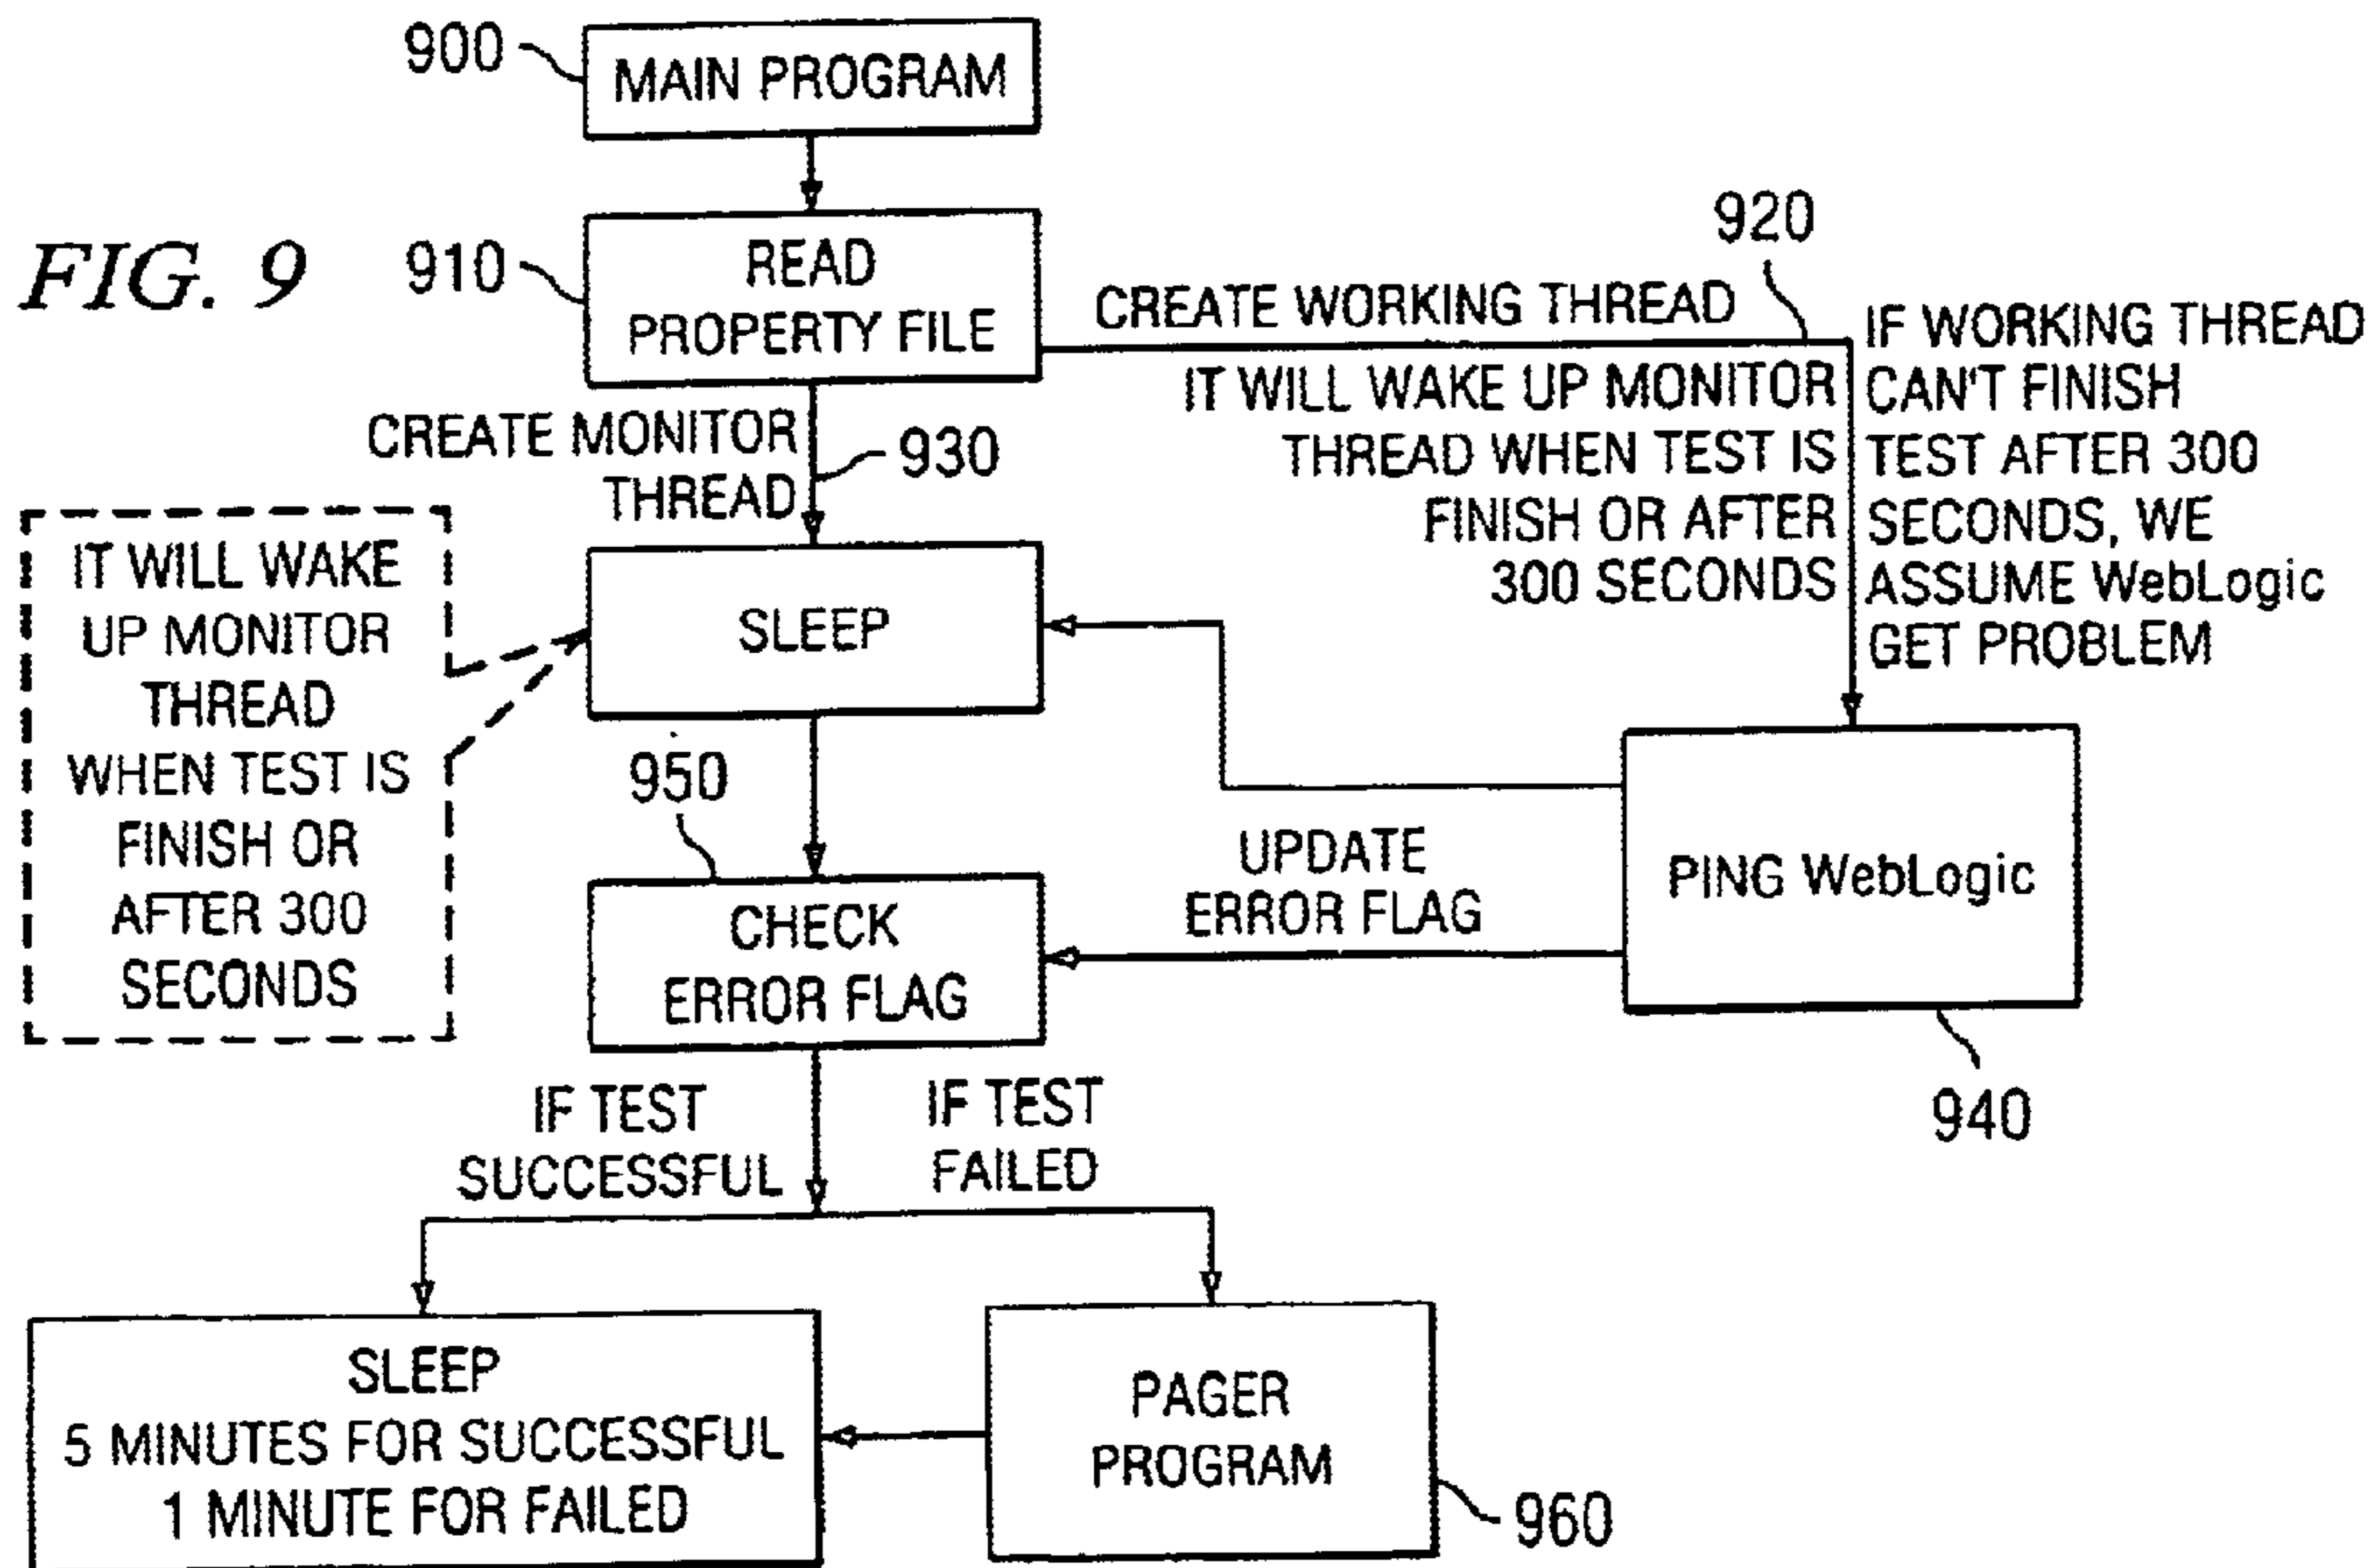 900
MAIN PROGRAM
FIG. 9
910
READ
PROPERTY FILE
920
CREATE WORKING THREAD
IT WILL WAKE UP MONITOR
THREAD WHEN TEST IS
FINISH OR AFTER
300 SECONDS
IF WORKING THREAD
CAN'T FINISH
TEST AFTER 300
SECONDS, WE
ASSUME WebLogic
GET PROBLEM
CREATE MONITOR
THREAD
930
IT WILL WAKE
UP MONITOR
THREAD
WHEN TEST IS
FINISH OR
AFTER 300
SECONDS
SLEEP
950
CHECK
ERROR FLAG
UPDATE
ERROR FLAG
PING WebLogic
940
IF TEST
SUCCESSFUL
IF TEST
FAILED
SLEEP
5 MINUTES FOR SUCCESSFUL
1 MINUTE FOR FAILED
PAGER
PROGRAM
960